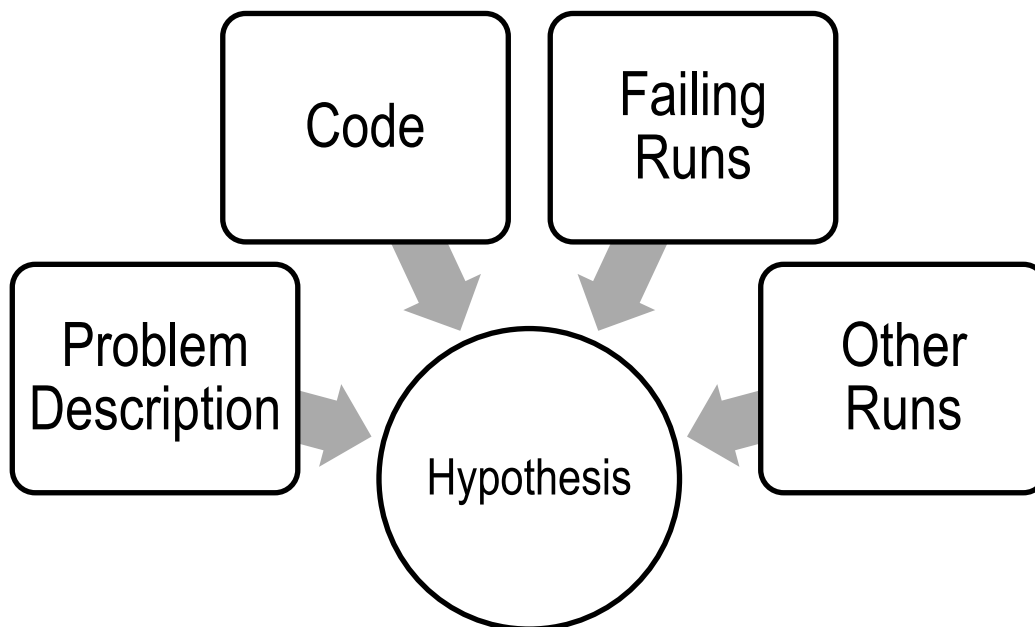 Code
Failing
Runs
Problem
Description
Other
Runs
Hypothesis